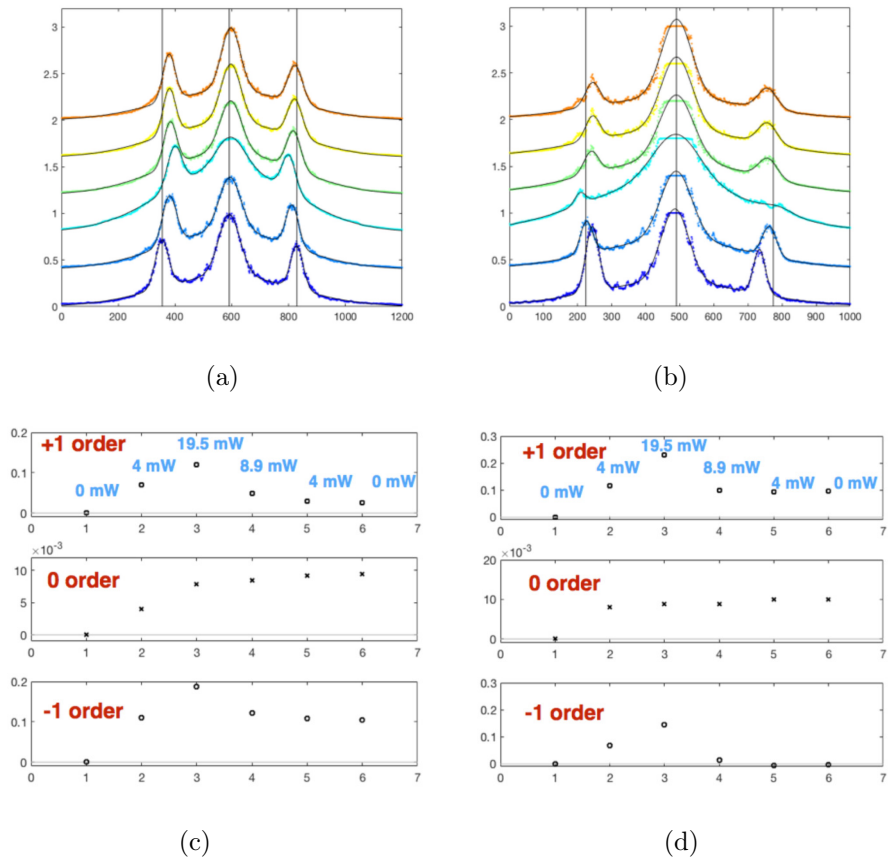 3
2.5
2
1.5
1
0.5
0
0 200 400 600 800 1000 1200
(a)
3
2.5
2
1.5
1
0.5
0
0 100 200 300 400 500 600 700 800 900 1000
(b)
+1 order
0.2
0.1
0
0 mW
4 mW
19.5 mW
8.9 mW
4 mW
0 mW
0 1 2 3 4 5 6 7
×10-3
0 order
10
5
0
0 1 2 3 4 5 6 7
-1 order
0.2
0.1
0
0 1 2 3 4 5 6 7
(c)
+1 order
0.3
0.2
0.1
0
0 mW
4 mW
19.5 mW
8.9 mW
4 mW
0 mW
0 1 2 3 4 5 6 7
×10-3
0 order
20
10
0
0 1 2 3 4 5 6 7
-1 order
0.3
0.2
0.1
0
0 1 2 3 4 5 6 7
(d)